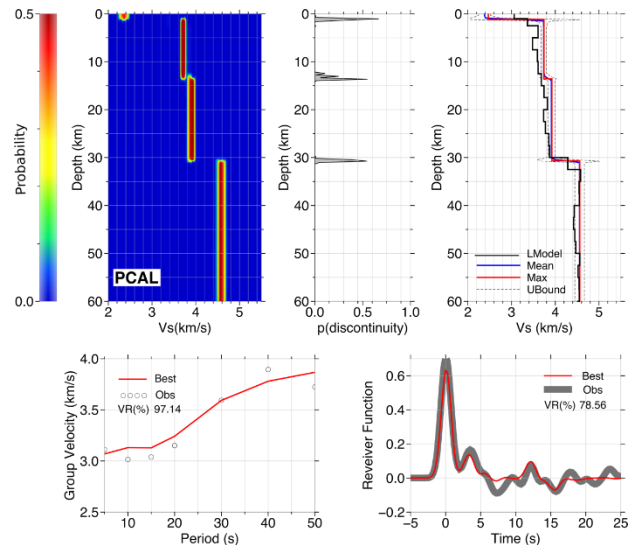 0.5
0.0
Probability
0
10
20
30
40
50
60
Depth (km)
PCAL
2 3 4 5
Vs(km/s)
0
10
20
30
40
50
60
Depth (km)
0.0 0.2 0.4 0.6 0.8 1.0
p(discontinuity)
0
10
20
30
40
50
60
Depth (km)
LModel
Mean
Max
UBound
2 3 4 5
Vs (km/s)
4.0
3.5
3.0
2.5
Group Velocity (km/s)
Best
Obs
VR(%) 97.14
10 20 30 40 50
Period (s)
0.6
0.4
0.2
0.0
-0.2
Reveiver Function
Best
Obs
VR(%) 78.56
-5 0 5 10 15 20 25
Time (s)